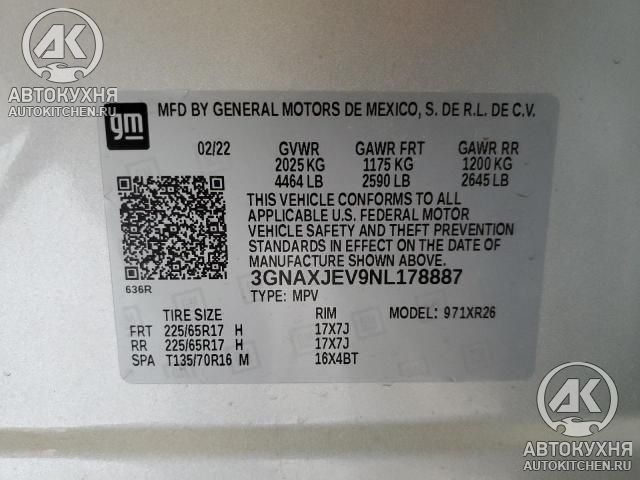 АВТОКУХНЯ
AUTOKITCHEN.RU
gm
MFD BY GENERAL MOTORS DE MEXICO, S. DE R.L. DE C.V.
02/22 GVWR GAWR FRT GAWR RR
2025 KG 1175 KG 1200 KG
4464 LB 2590 LB 2645 LB
THIS VEHICLE CONFORMS TO ALL
APPLICABLE U.S. FEDERAL MOTOR
VEHICLE SAFETY AND THEFT PREVENTION
STANDARDS IN EFFECT ON THE DATE OF
MANUFACTURE SHOWN ABOVE.
636R
3GNAXJEV9NL178887
TYPE: MPV
TIRE SIZE RIM MODEL: 971XR26
FRT 225/65R17 H 17X7J
RR 225/65R17 H 17X7J
SPA T135/70R16 M 16X4BT
АК
АВТОКУХНЯ
AUTOKITCHEN.RU